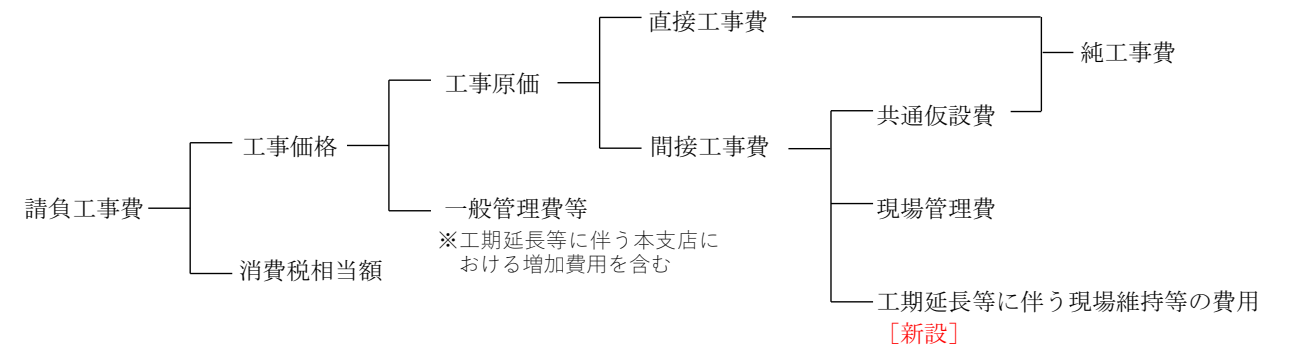 直接工事費
純工事費
工事原価
共通仮設費
工事価格
間接工事費
請負工事費
一般管理費等
現場管理費
※工期延長等に伴う本支店に
おける増加費用を含む
消費税相当額
工期延長等に伴う現場維持等の費用
［新設］